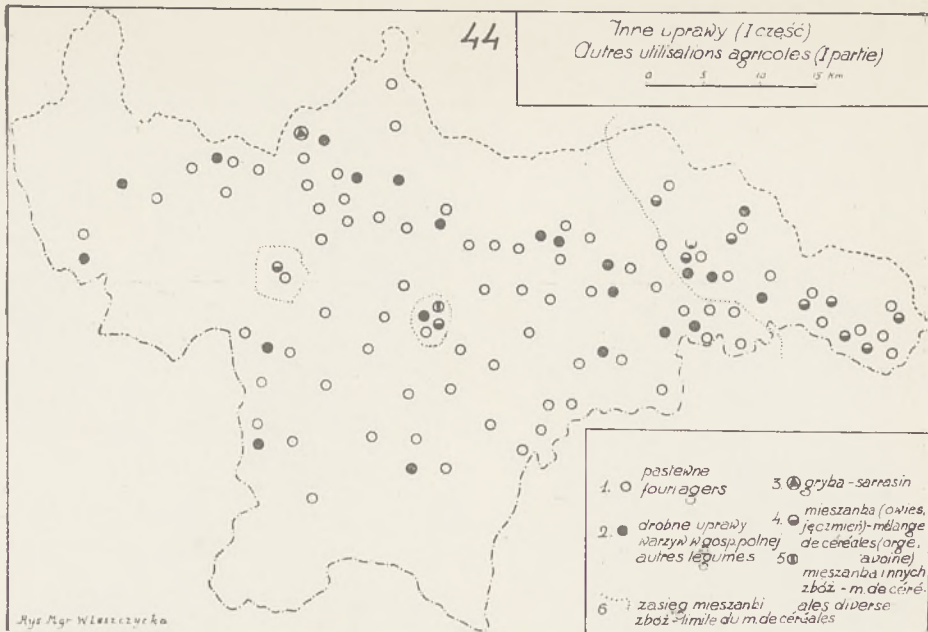 44
Inne uprawy (I część)
Autres utilisations agricoles (I partie)
0 5 10 15 Km
1. pastewne
fourragers
2. drobne uprawy
warzyw w gosp. polnej
autres légumes
3. gryka - sarrasin
4. mieszanka (owies,
jęczmień) - mélange
de céréales (orge,
avoine)
5 mieszanka innych
zbóż - m. de céré-
ales diverse
6 zasięg mieszanki
zbóż - limite du m. de céréales
Rys Mgr Wleszczycka